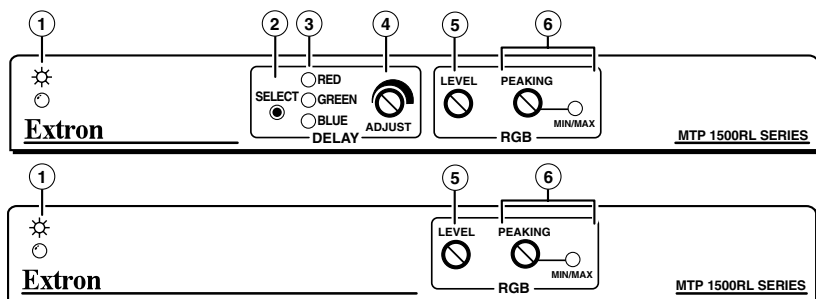 1 2 3 4 5 6
RED
SELECT GREEN
BLUE
ADJUST
DELAY
LEVEL PEAKING
MIN/MAX
RGB
Extron
MTP 1500RL SERIES
1 5 6
LEVEL PEAKING
MIN/MAX
RGB
Extron
MTP 1500RL SERIES